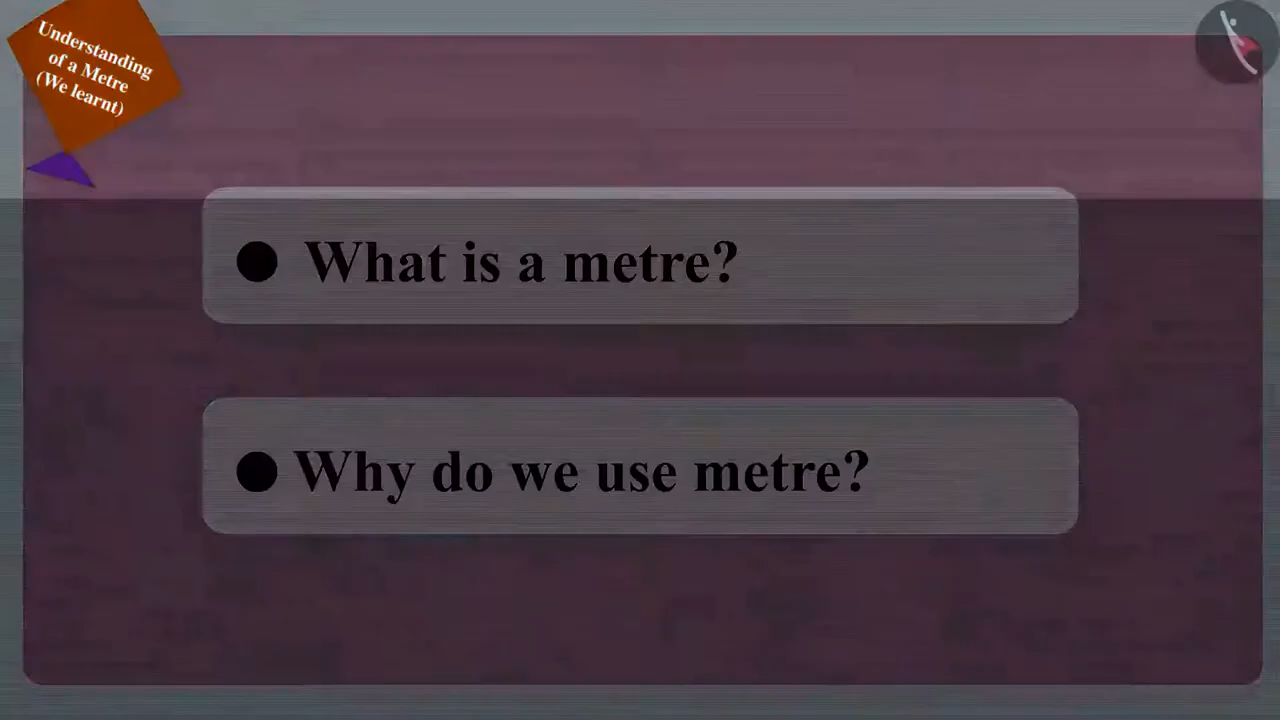 Understanding
of a Metre
(We learnt)
● What is a metre?
● Why do we use metre?